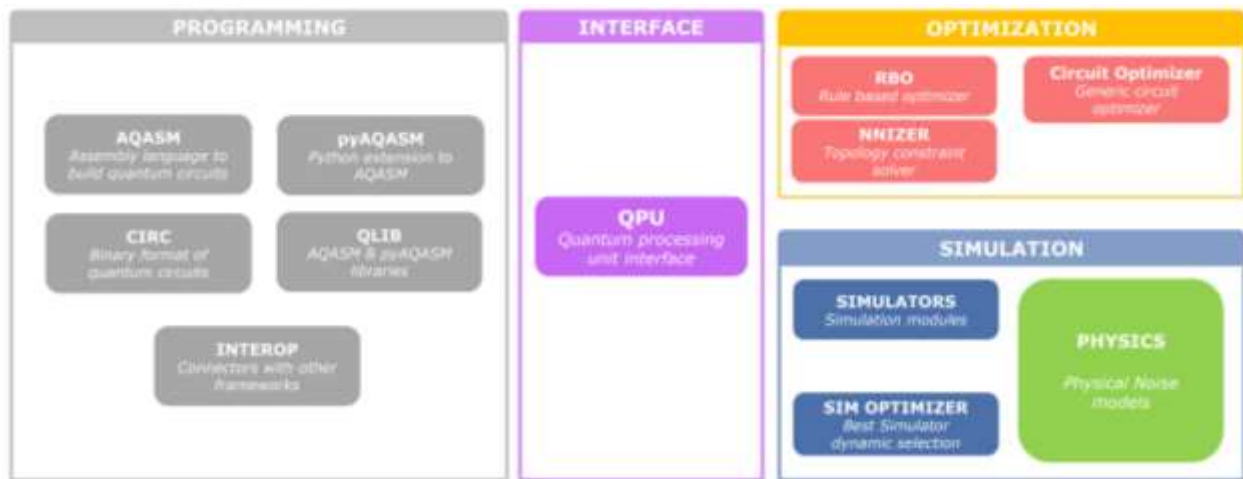 PROGRAMMING
AQASM
Assembly language to
build quantum circuits
pyAQASM
Python extension to
AQASM
CIRC
Binary format of
quantum circuits
QLIB
AQASM & pyAQASM
libraries
INTEROP
Connectors with other
frameworks
INTERFACE
QPU
Quantum processing
unit interface
OPTIMIZATION
RBO
Rule based optimizer
Circuit Optimizer
Generic circuit
optimizer
NNIZER
Topology constraint
solver
SIMULATION
SIMULATORS
Simulation modules
PHYSICS
Physical Noise
models
SIM OPTIMIZER
Best Simulator
dynamic selection